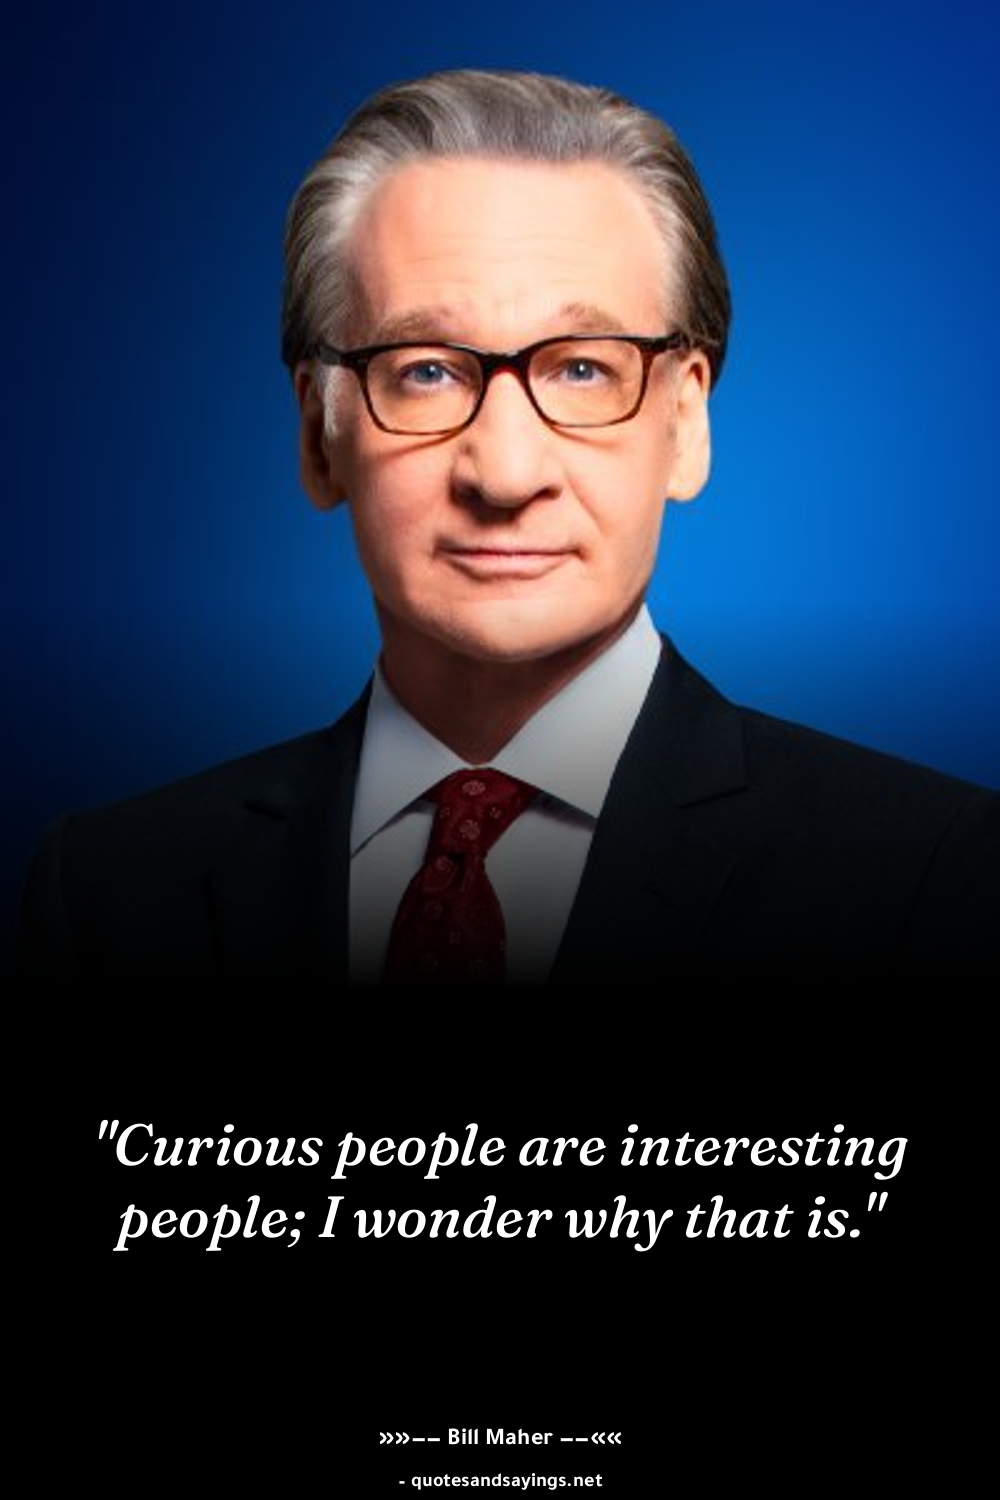 "Curious people are interesting
people; I wonder why that is."
»»–– Bill Maher ––««
- quotesandsayings.net